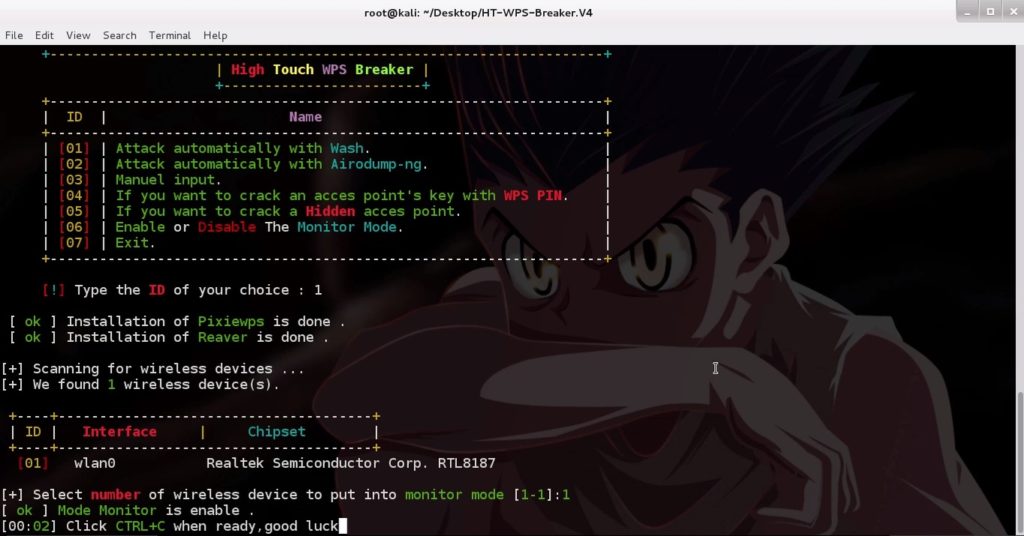 root@kali: ~/Desktop/HT-WPS-Breaker.V4
File Edit View Search Terminal Help
+-----------------------------------------------------------------+
| High Touch WPS Breaker |
+------------------------+
+-----------------------------------------------------------------+
| ID | Name |
+-----------------------------------------------------------------+
| [01] | Attack automatically with Wash. |
| [02] | Attack automatically with Airodump-ng. |
| [03] | Manuel input. |
| [04] | If you want to crack an acces point's key with WPS PIN. |
| [05] | If you want to crack a Hidden acces point. |
| [06] | Enable or Disable The Monitor Mode. |
| [07] | Exit. |
+-----------------------------------------------------------------+
[!] Type the ID of your choice : 1
[ ok ] Installation of Pixiewps is done .
[ ok ] Installation of Reaver is done .
[+] Scanning for wireless devices ...
[+] We found 1 wireless device(s).
+----+---------------------------------------+
| ID | Interface | Chipset |
+----+---------------------------------------+
[01] wlan0 Realtek Semiconductor Corp. RTL8187
[+] Select number of wireless device to put into monitor mode [1-1]:1
[ ok ] Mode Monitor is enable .
[00:02] Click CTRL+C when ready,good luck